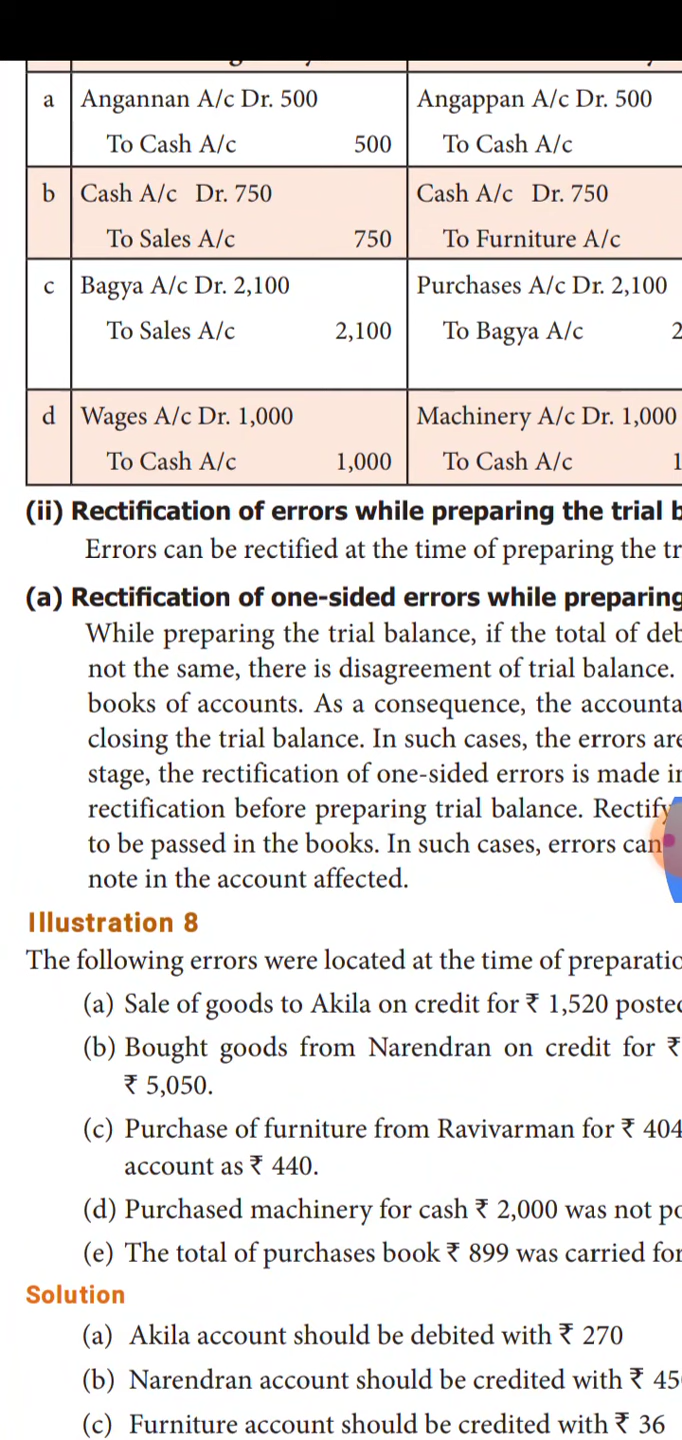 a Angannan A/c Dr. 500 Angappan A/c Dr. 500
To Cash A/c 500 To Cash A/c
b Cash A/c Dr. 750 Cash A/c Dr. 750
To Sales A/c 750 To Furniture A/c
c Bagya A/c Dr. 2,100 Purchases A/c Dr. 2,100
To Sales A/c 2,100 To Bagya A/c 2
d Wages A/c Dr. 1,000 Machinery A/c Dr. 1,000
To Cash A/c 1,000 To Cash A/c 1
(ii) Rectification of errors while preparing the trial
Errors can be rectified at the time of preparing the
(a) Rectification of one-sided errors while preparing
While preparing the trial balance, if the total of
not the same, there is disagreement of trial balance.
books of accounts. As a consequence, the
closing the trial balance. In such cases, the errors are
stage, the rectification of one-sided errors is made
rectification before preparing trial balance. Rectify
to be passed in the books. In such cases, errors can
note in the account affected.
Illustration 8
The following errors were located at the time of
(a) Sale of goods to Akila on credit for ₹ 1,520
(b) Bought goods from Narendran on credit for ₹
₹ 5,050.
(c) Purchase of furniture from Ravivarman for ₹ 404
account as ₹ 440.
(d) Purchased machinery for cash ₹ 2,000 was not
(e) The total of purchases book ₹ 899 was carried
Solution
(a) Akila account should be debited with ₹ 270
(b) Narendran account should be credited with ₹ 45
(c) Furniture account should be credited with ₹ 36